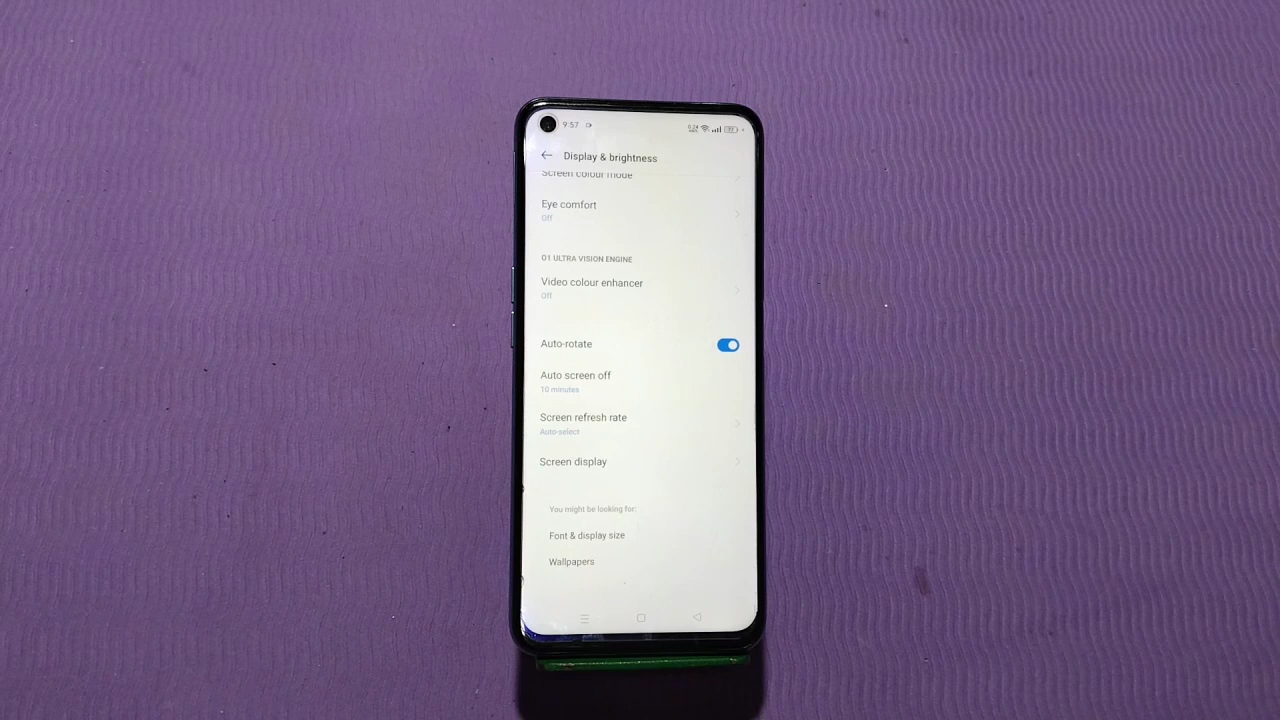 9:57
Display & brightness
Screen colour mode
Eye comfort
Off
O1 ULTRA VISION ENGINE
Video colour enhancer
Off
Auto-rotate
Auto screen off
10 minutes
Screen refresh rate
Auto-select
Screen display
You might be looking for:
Font & display size
Wallpapers